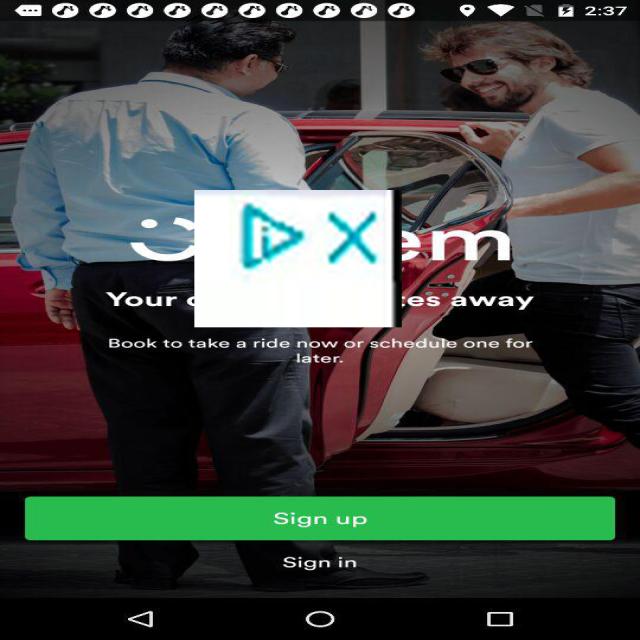 2:37
em
Your
tes away
Book to take a ride now or schedule one for
later.
Sign up
Sign in